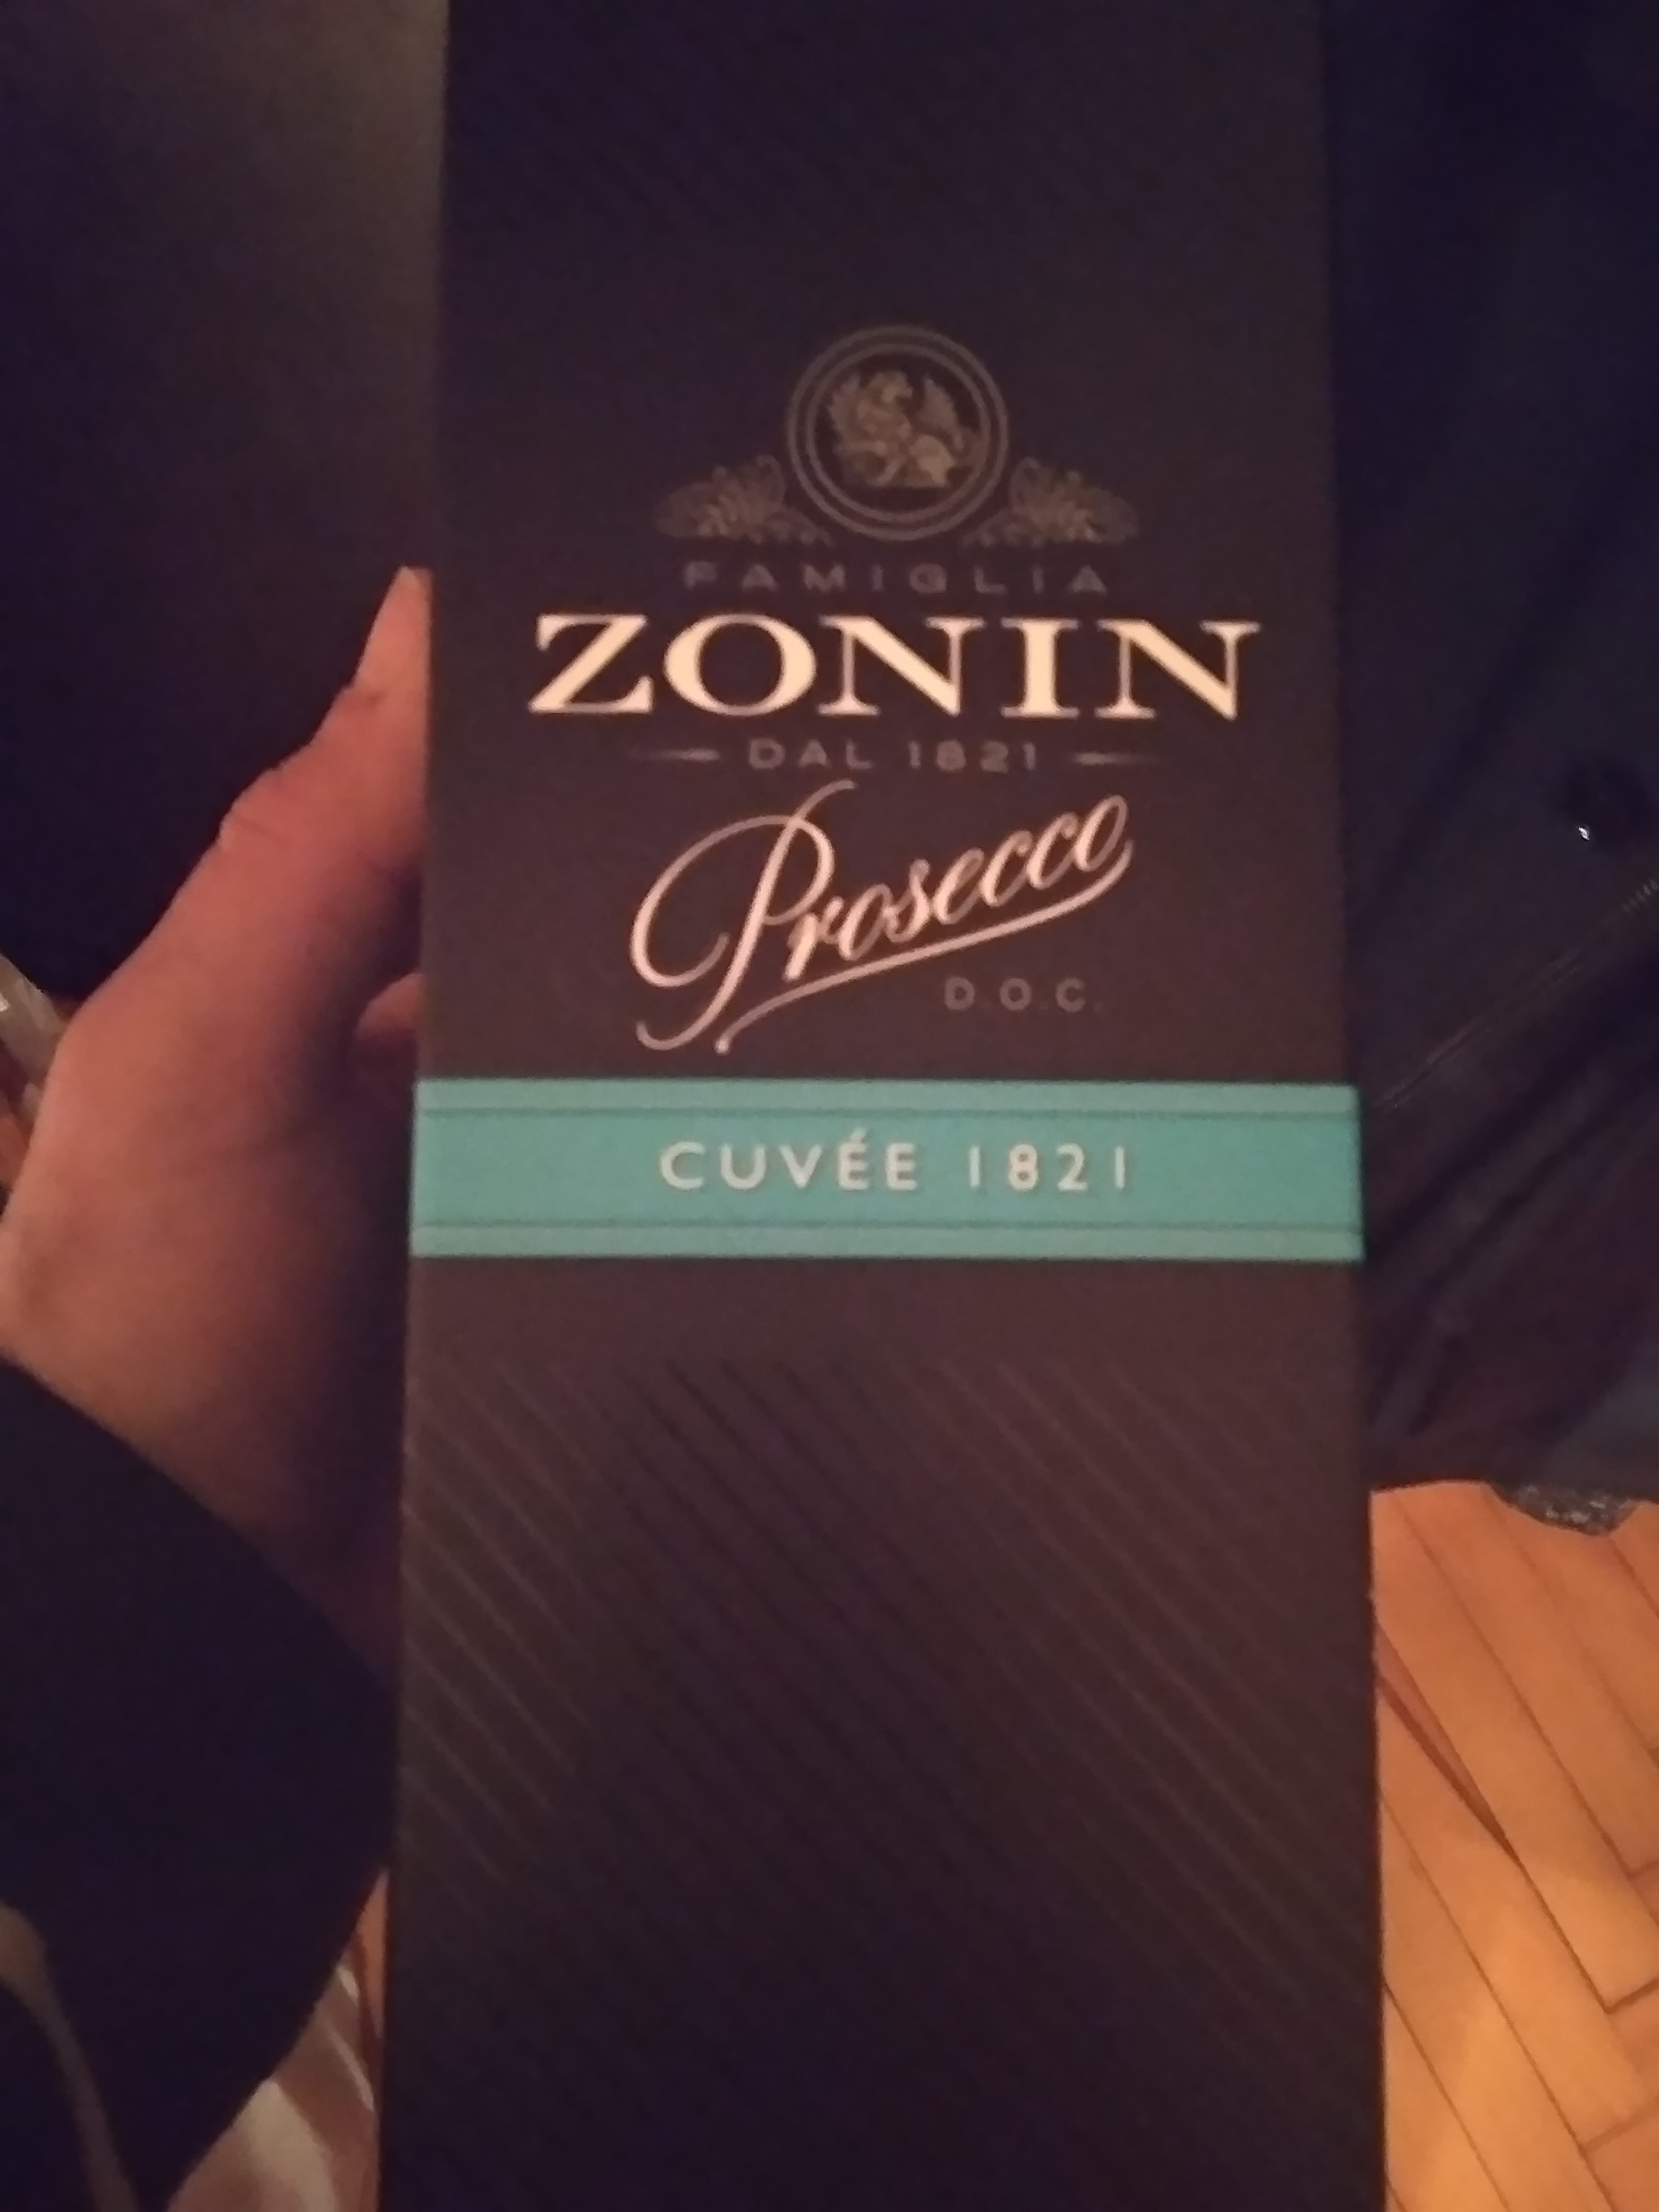 FAMIGLIA
ZONIN
DAL 1821
Prosecco
D.O.C.
CUVÉE 1821